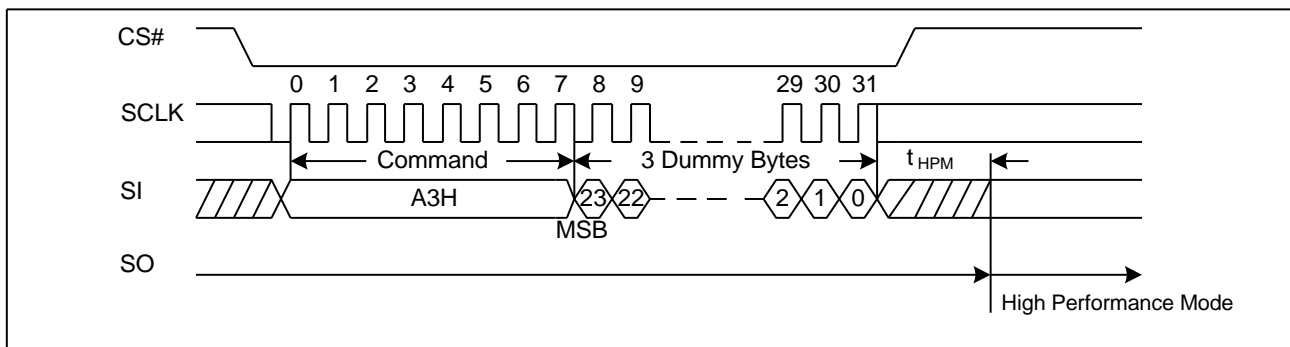 CS#
0 1 2 3 4 5 6 7 8 9 29 30 31
SCLK
Command 3 Dummy Bytes t HPM
SI A3H 23 22 2 1 0
MSB
SO
High Performance Mode